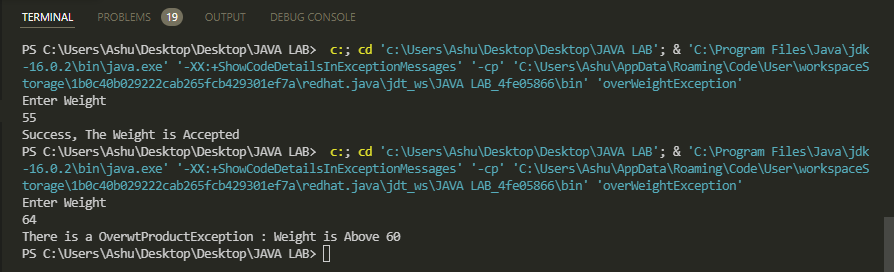 TERMINAL PROBLEMS 19 OUTPUT DEBUG CONSOLE
PS C:\Users\Ashu\Desktop\Desktop\JAVA LAB>  c:; cd 'c:\Users\Ashu\Desktop\Desktop\JAVA LAB'; & 'C:\Program Files\Java\jdk
-16.0.2\bin\java.exe' '-XX:+ShowCodeDetailsInExceptionMessages' '-cp' 'C:\Users\Ashu\AppData\Roaming\Code\User\workspaceS
torage\1b0c40b029222cab265fcb429301ef7a\redhat.java\jdt_ws\JAVA LAB_4fe05866\bin' 'overWeightException'
Enter Weight
55
Success, The Weight is Accepted
PS C:\Users\Ashu\Desktop\Desktop\JAVA LAB>  c:; cd 'c:\Users\Ashu\Desktop\Desktop\JAVA LAB'; & 'C:\Program Files\Java\jdk
-16.0.2\bin\java.exe' '-XX:+ShowCodeDetailsInExceptionMessages' '-cp' 'C:\Users\Ashu\AppData\Roaming\Code\User\workspaceS
torage\1b0c40b029222cab265fcb429301ef7a\redhat.java\jdt_ws\JAVA LAB_4fe05866\bin' 'overWeightException'
Enter Weight
64
There is a OverwtProductException : Weight is Above 60
PS C:\Users\Ashu\Desktop\Desktop\JAVA LAB>